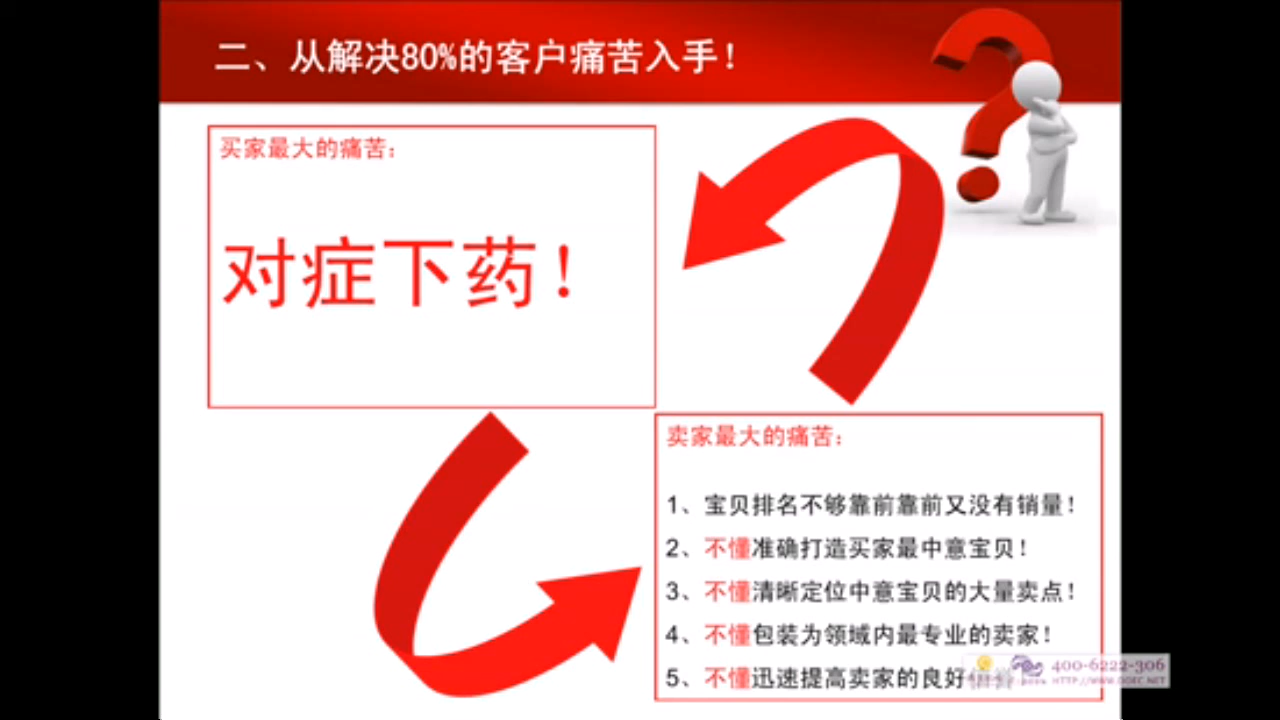 二、从解决80%的客户痛苦入手！
买家最大的痛苦：
对症下药！
卖家最大的痛苦：
1、宝贝排名不够靠前靠前又没有销量！
2、不懂准确打造买家最中意宝贝！
3、不懂清晰定位中意宝贝的大量卖点！
4、不懂包装为领域内最专业的卖家！
5、不懂迅速提高卖家的良好
400-6222-306